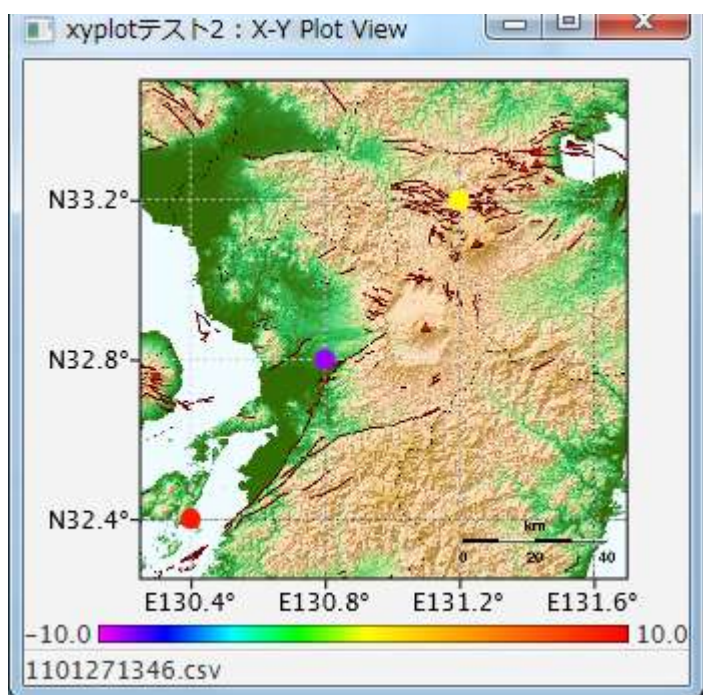 xyplotテスト2：X-Y Plot View
N33.2°
N32.8°
N32.4°
km
0 20 40
E130.4° E130.8° E131.2° E131.6°
-10.0 10.0
1101271346.csv